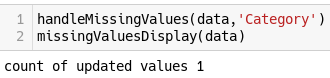 1 handleMissingValues(data,'Category')
2 missingValuesDisplay(data)
count of updated values 1